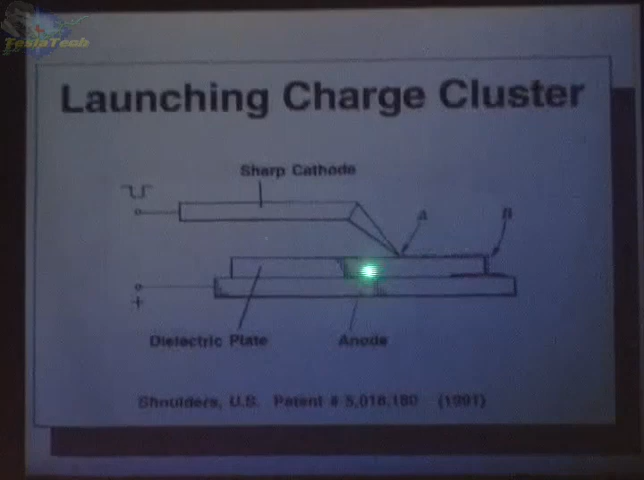 TeslaTech
Launching Charge Cluster
Sharp Cathode
A
B
+
Dielectric Plate
Anode
Shoulders, U.S. Patent # 5,018,180 (1991)